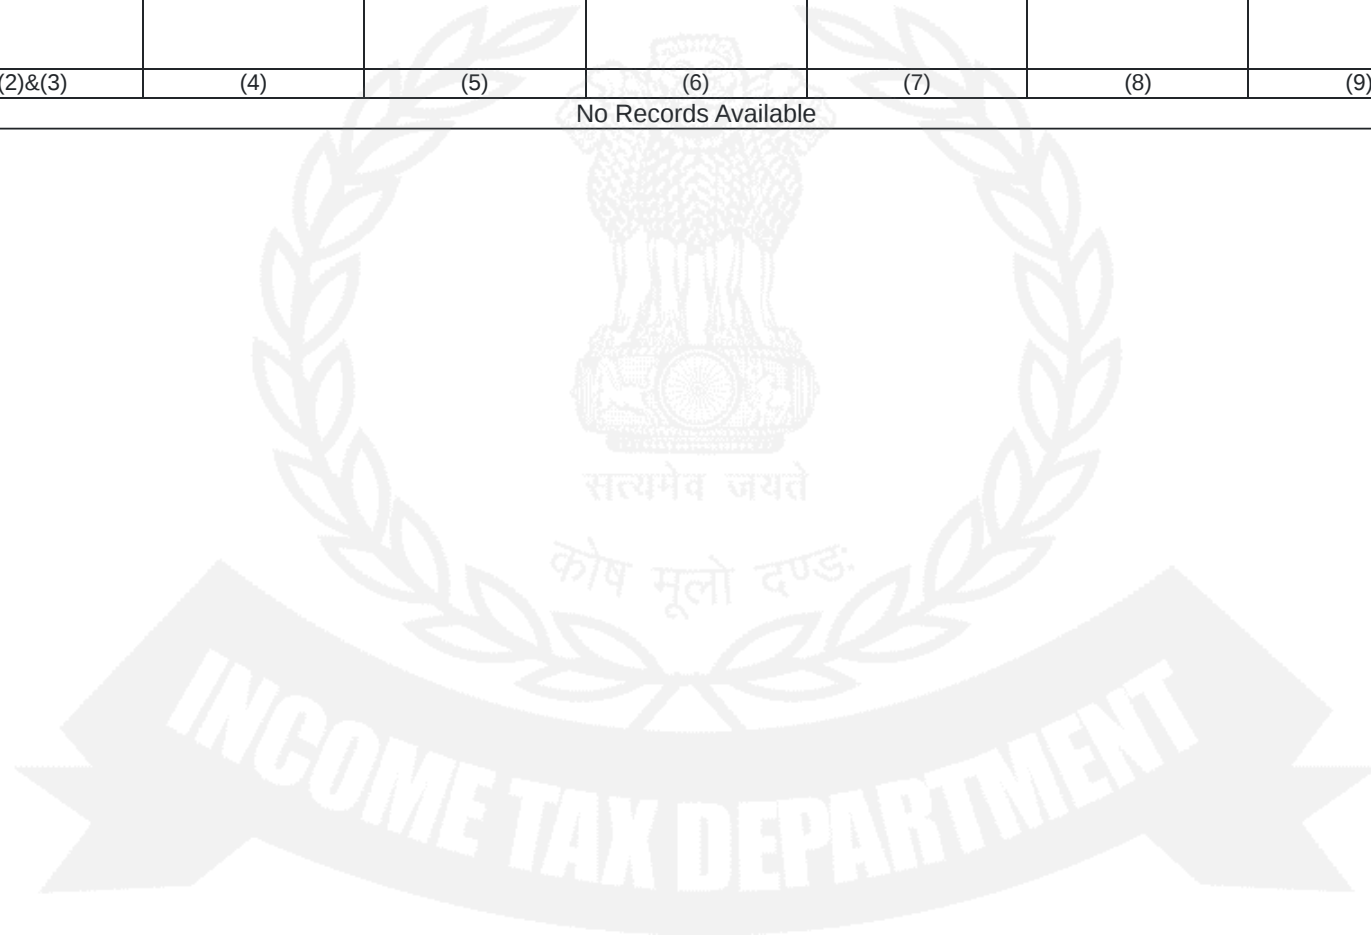 (2)&(3) (4) (5) (6) (7) (8) (9)
No Records Available
सत्यमेव जयते
कोष मूलो दण्डः
INCOME TAX DEPARTMENT